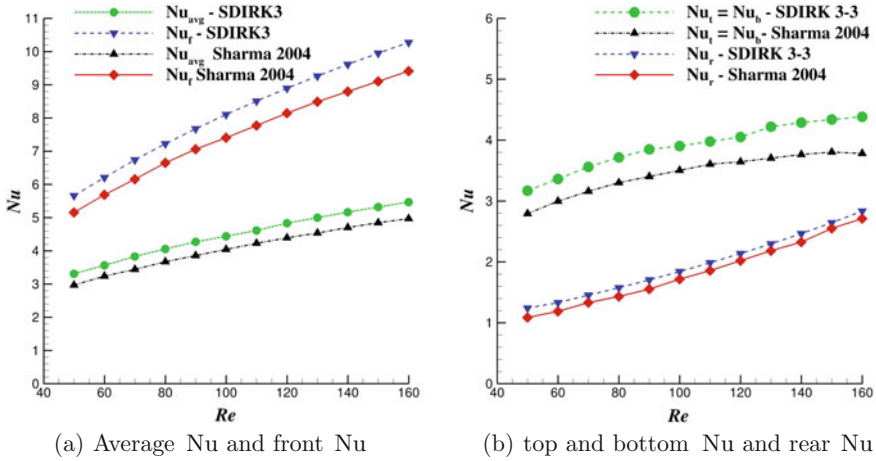 Nu_avg - SDIRK3
Nu_f - SDIRK3
Nu_avg Sharma 2004
Nu_f Sharma 2004
11
10
9
8
7
6
5
4
3
2
1
0
Nu
40 60 80 100 120 140 160
Re
(a) Average Nu and front Nu
Nu_t = Nu_b - SDIRK 3-3
Nu_t = Nu_b- Sharma 2004
Nu_r - SDIRK 3-3
Nu_r - Sharma 2004
6
5
4
3
2
1
0
Nu
40 60 80 100 120 140 160
Re
(b) top and bottom Nu and rear Nu